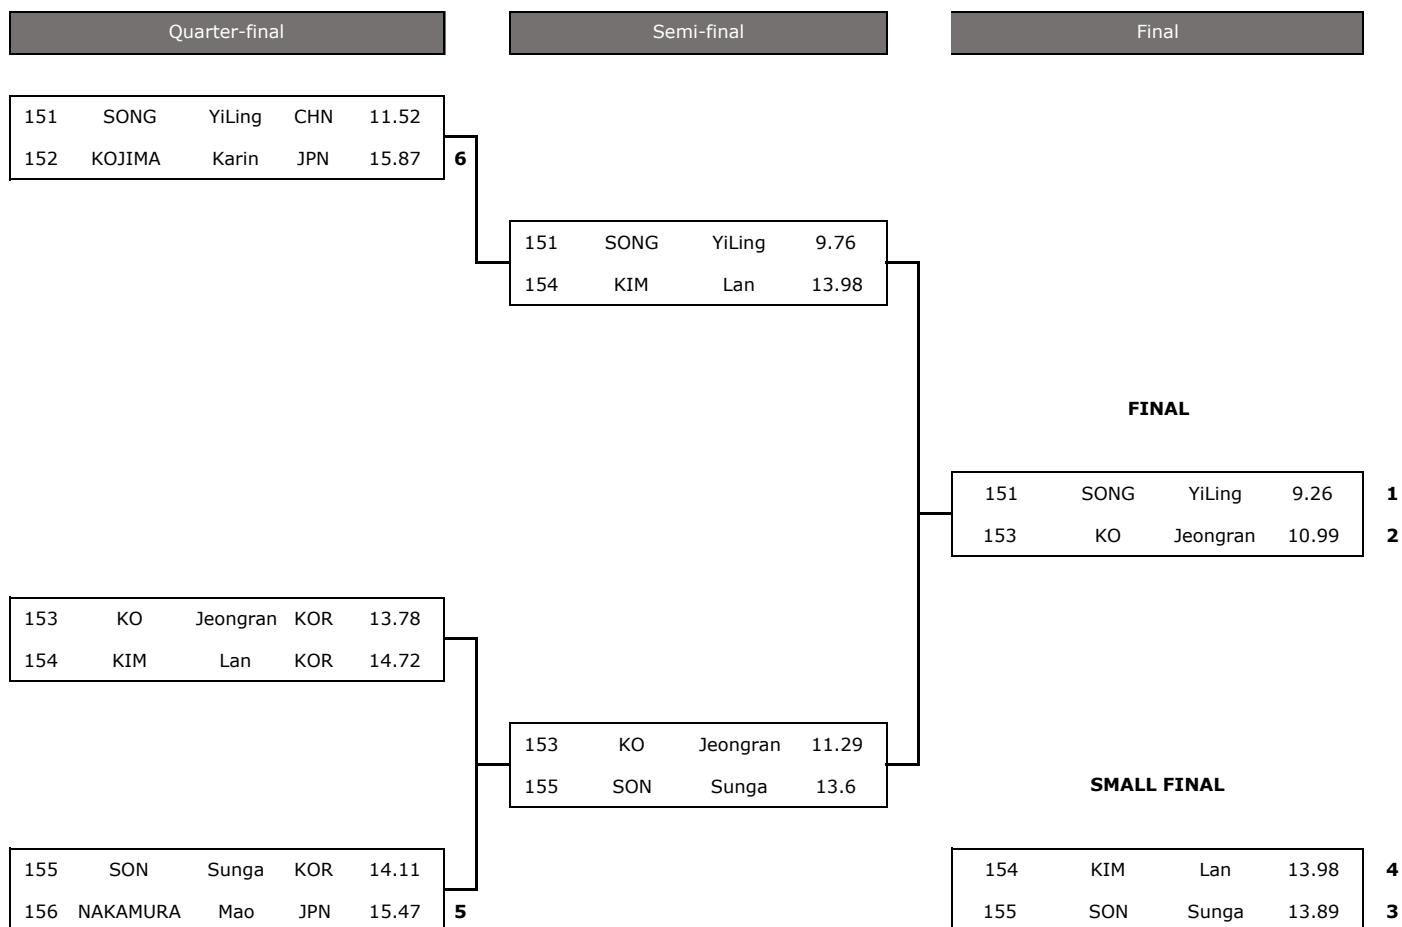 Quarter-final Semi-final Final
151 SONG YiLing CHN 11.52
152 KOJIMA Karin JPN 15.87 6
151 SONG YiLing 9.76
154 KIM Lan 13.98
FINAL
151 SONG YiLing 9.26 1
153 KO Jeongran 10.99 2
153 KO Jeongran KOR 13.78
154 KIM Lan KOR 14.72
153 KO Jeongran 11.29
155 SON Sunga 13.6
SMALL FINAL
155 SON Sunga KOR 14.11
156 NAKAMURA Mao JPN 15.47 5
154 KIM Lan 13.98 4
155 SON Sunga 13.89 3